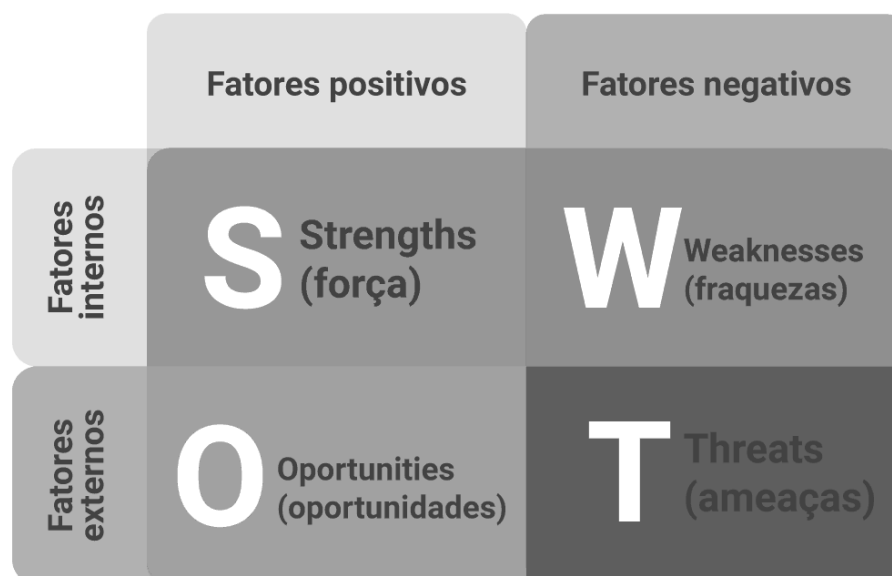 Fatores positivos
Fatores negativos
Fatores
internos
S
Strengths
(força)
W
Weaknesses
(fraquezas)
Fatores
externos
O
Oportunities
(oportunidades)
T
Threats
(ameaças)